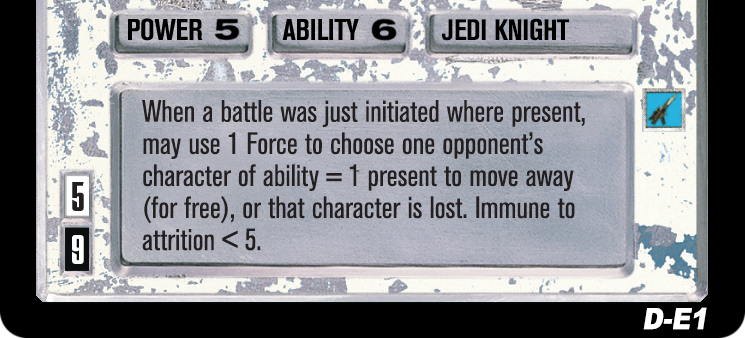 POWER 5 ABILITY 6 JEDI KNIGHT
When a battle was just initiated where present,
may use 1 Force to choose one opponent's
character of ability = 1 present to move away
(for free), or that character is lost. Immune to
attrition < 5.
5
9
D-E1